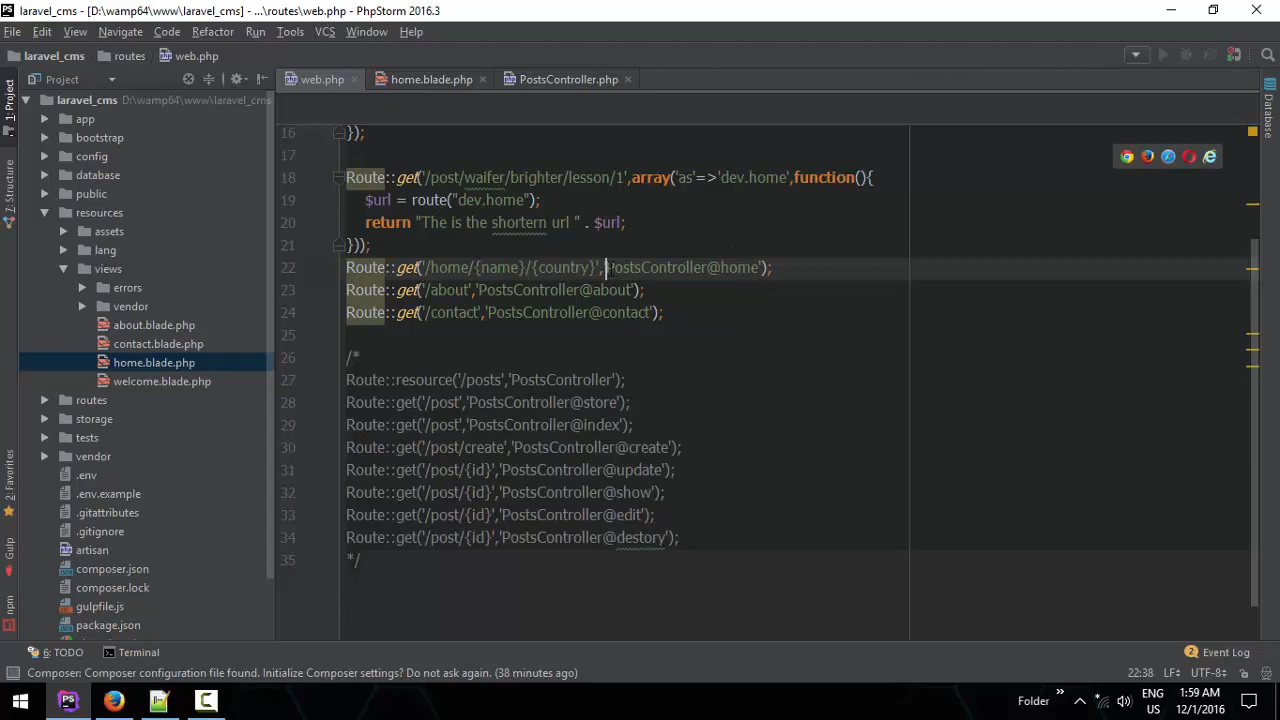 laravel_cms - [D:\wamp64\www\laravel_cms] - ...\routes\web.php - PhpStorm 2016.3
File Edit View Navigate Code Refactor Run Tools VCS Window Help
laravel_cms routes web.php
Project web.php home.blade.php PostsController.php
1: Project
7: Structure
2: Favorites
Gulp
npm
Database
laravel_cms D:\wamp64\www\laravel_cms
app
bootstrap
config
database
public
resources
assets
lang
views
errors
vendor
about.blade.php
contact.blade.php
home.blade.php
welcome.blade.php
routes
storage
tests
vendor
.env
.env.example
.gitattributes
.gitignore
artisan
composer.json
composer.lock
gulpfile.js
package.json
16 });
17
18 Route::get('/post/waifer/brighter/lesson/1',array('as'=>'dev.home',function(){
19 $url = route("dev.home");
20 return "The is the shortern url " . $url;
21 }));
22 Route::get('/home/{name}/{country}','PostsController@home');
23 Route::get('/about','PostsController@about');
24 Route::get('/contact','PostsController@contact');
25
26 /*
27 Route::resource('/posts','PostsController');
28 Route::get('/post','PostsController@store');
29 Route::get('/post','PostsController@index');
30 Route::get('/post/create','PostsController@create');
31 Route::get('/post/{id}','PostsController@update');
32 Route::get('/post/{id}','PostsController@show');
33 Route::get('/post/{id}','PostsController@edit');
34 Route::get('/post/{id}','PostsController@destory');
35 */
6: TODO Terminal 2 Event Log
Composer: Composer configuration file found. Initialize Composer settings? Do not ask again. (38 minutes ago) 22:38 LF UTF-8
Folder ENG US 1:59 AM 12/1/2016